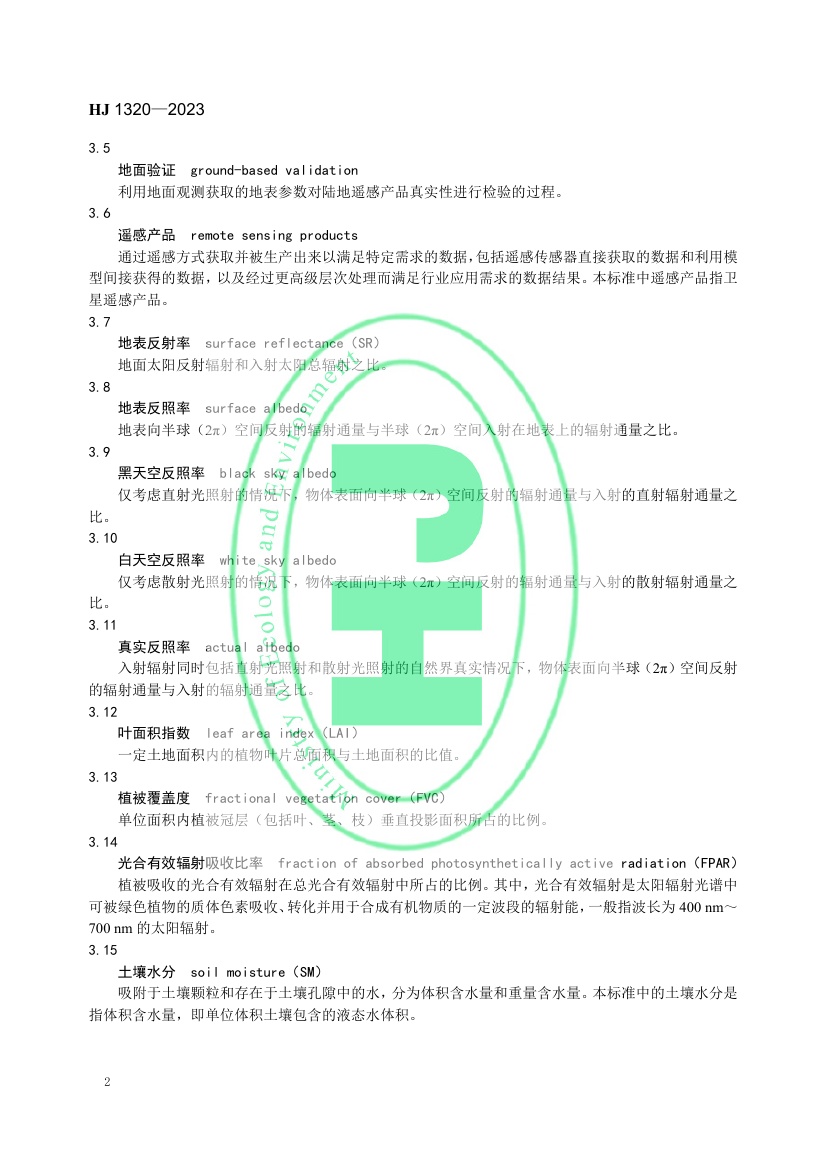 HJ 1320—2023
3.5
地面验证 ground-based validation
利用地面观测获取的地表参数对陆地遥感产品真实性进行检验的过程。
3.6
遥感产品 remote sensing products
通过遥感方式获取并被生产出来以满足特定需求的数据，包括遥感传感器直接获取的数据和利用模
型间接获得的数据，以及经过更高级层次处理而满足行业应用需求的数据结果。本标准中遥感产品指卫
星遥感产品。
3.7
地表反射率 surface reflectance（SR）
地面太阳反射辐射和入射太阳总辐射之比。
3.8
地表反照率 surface albedo
地表向半球（2π）空间反射的辐射通量与半球（2π）空间入射在地表上的辐射通量之比。
3.9
黑天空反照率 black sky albedo
仅考虑直射光照射的情况下，物体表面向半球（2π）空间反射的辐射通量与入射的直射辐射通量之
比。
3.10
白天空反照率 white sky albedo
仅考虑散射光照射的情况下，物体表面向半球（2π）空间反射的辐射通量与入射的散射辐射通量之
比。
3.11
真实反照率 actual albedo
入射辐射同时包括直射光照射和散射光照射的自然界真实情况下，物体表面向半球（2π）空间反射
的辐射通量与入射的辐射通量之比。
3.12
叶面积指数 leaf area index（LAI）
一定土地面积内的植物叶片总面积与土地面积的比值。
3.13
植被覆盖度 fractional vegetation cover（FVC）
单位面积内植被冠层（包括叶、茎、枝）垂直投影面积所占的比例。
3.14
光合有效辐射吸收比率 fraction of absorbed photosynthetically active radiation（FPAR）
植被吸收的光合有效辐射在总光合有效辐射中所占的比例。其中，光合有效辐射是太阳辐射光谱中
可被绿色植物的质体色素吸收、转化并用于合成有机物质的一定波段的辐射能，一般指波长为 400 nm～
700 nm 的太阳辐射。
3.15
土壤水分 soil moisture（SM）
吸附于土壤颗粒和存在于土壤孔隙中的水，分为体积含水量和重量含水量。本标准中的土壤水分是
指体积含水量，即单位体积土壤包含的液态水体积。
2
Ministry of Ecology and Environment